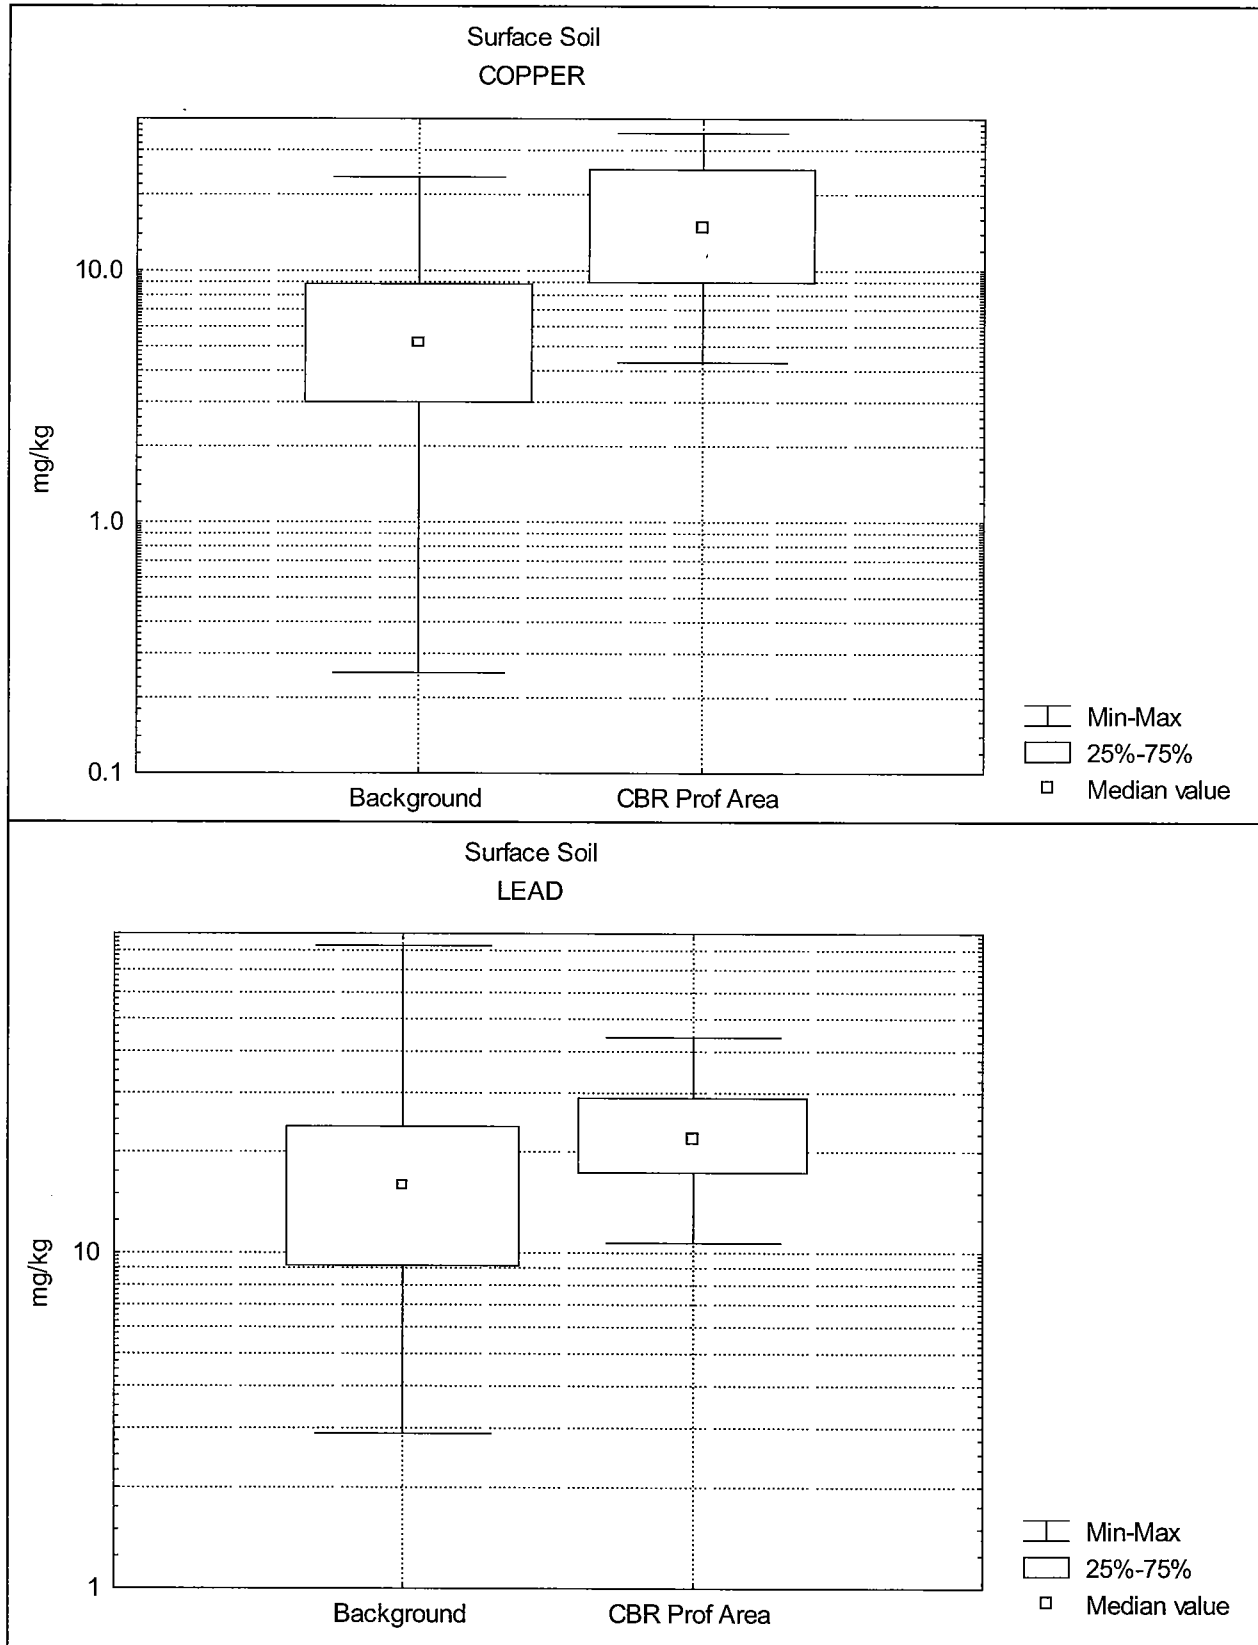 Surface Soil
COPPER
mg/kg
10.0
1.0
0.1
Background
CBR Prof Area
Min-Max
25%-75%
Median value
Surface Soil
LEAD
mg/kg
10
1
Background
CBR Prof Area
Min-Max
25%-75%
Median value